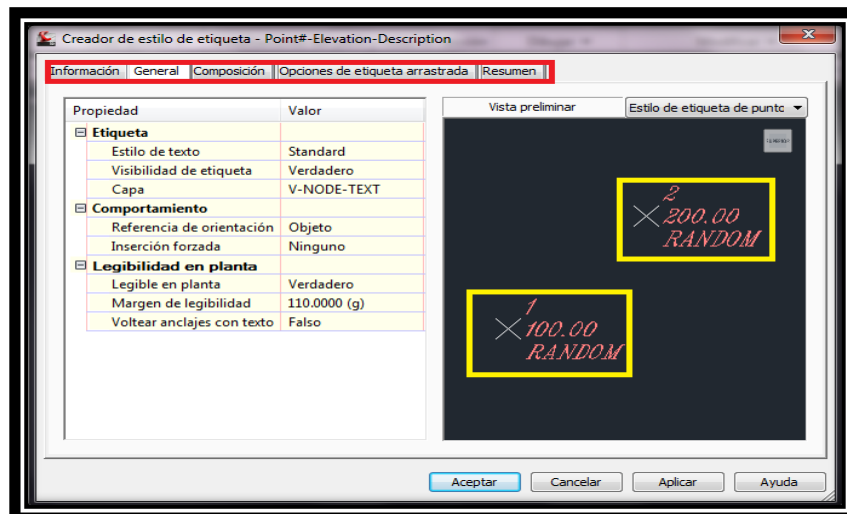 Creador de estilo de etiqueta - Point#-Elevation-Description
Información General Composición Opciones de etiqueta arrastrada Resumen
Propiedad Valor
Etiqueta
Estilo de texto Standard
Visibilidad de etiqueta Verdadero
Capa V-NODE-TEXT
Comportamiento
Referencia de orientación Objeto
Inserción forzada Ninguno
Legibilidad en planta
Legible en planta Verdadero
Margen de legibilidad 110.0000 (g)
Voltear anclajes con texto Falso
Vista preliminar Estilo de etiqueta de punto
2
200.00
RANDOM
1
100.00
RANDOM
Aceptar Cancelar Aplicar Ayuda